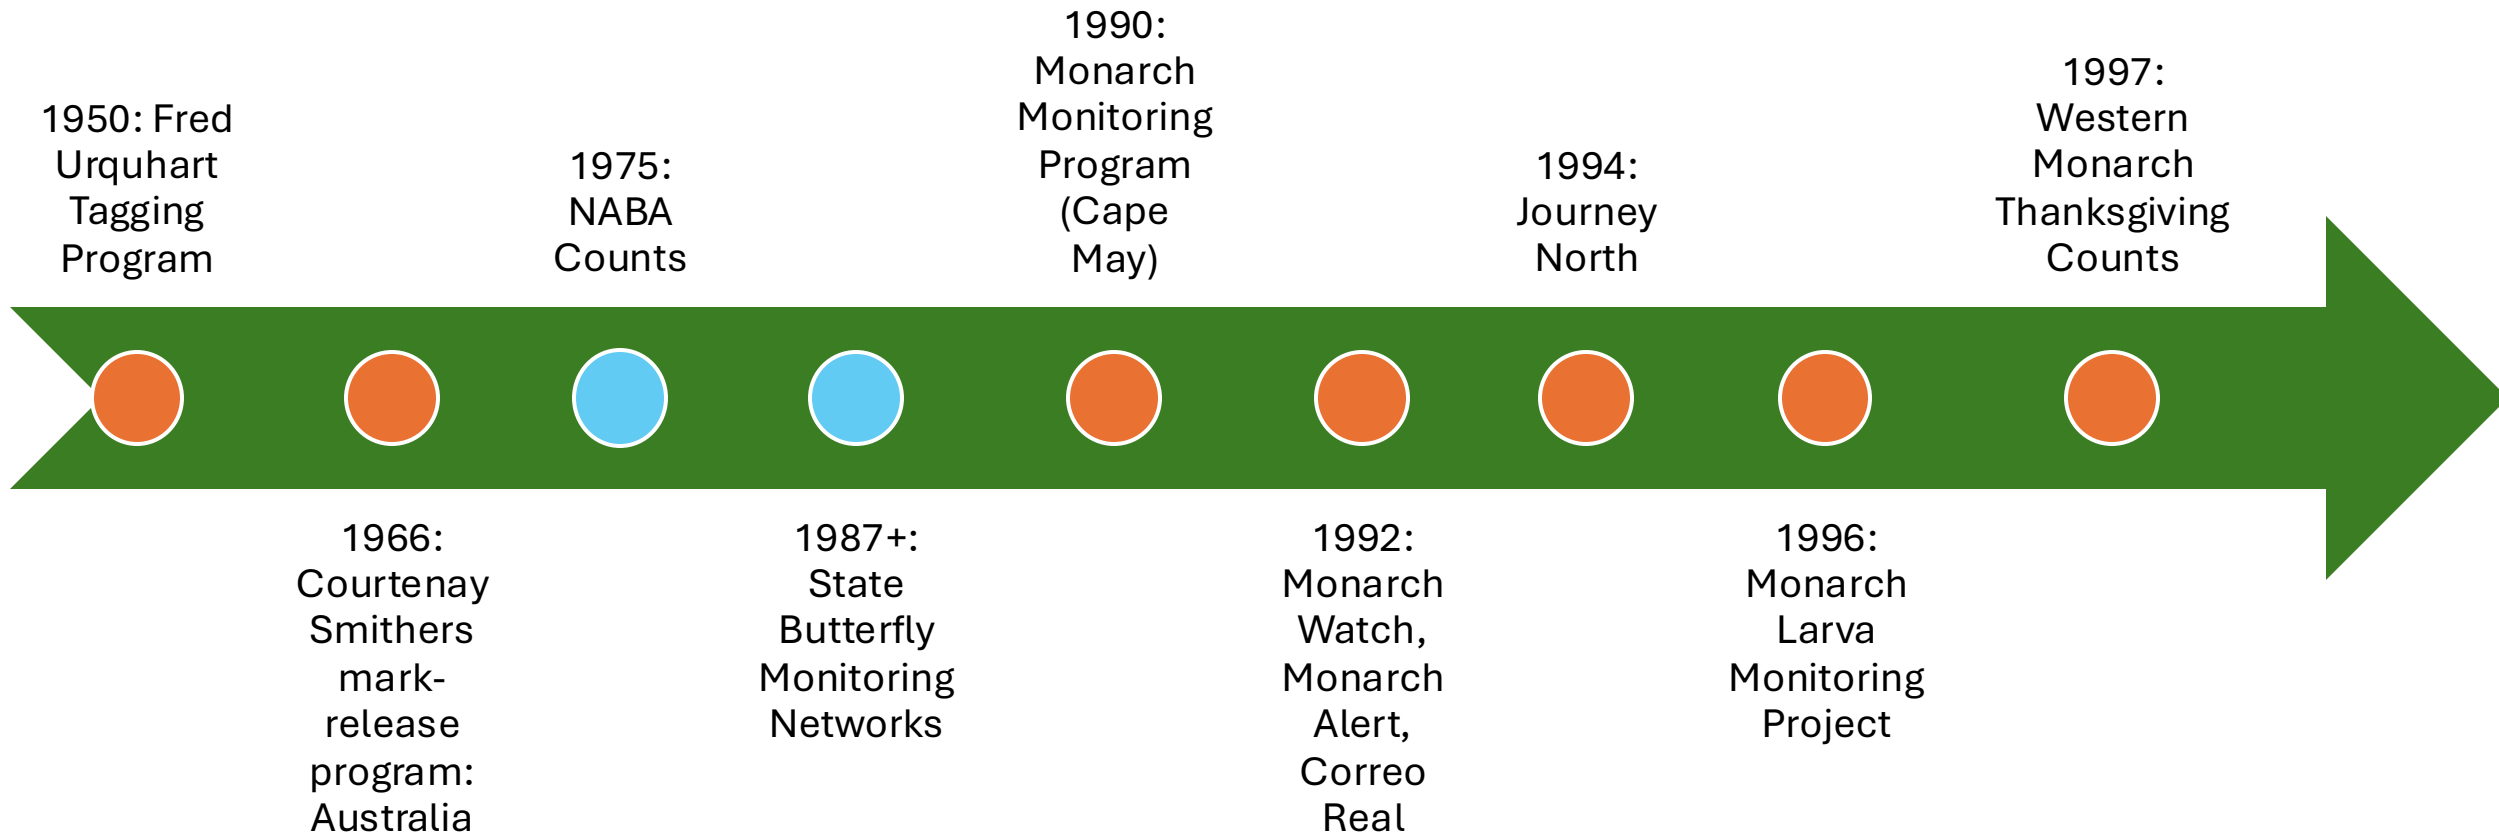 1950: Fred
Urquhart
Tagging
Program
1966:
Courtenay
Smithers
mark-
release
program:
Australia
1975:
NABA
Counts
1987+:
State
Butterfly
Monitoring
Networks
1990:
Monarch
Monitoring
Program
(Cape
May)
1992:
Monarch
Watch,
Monarch
Alert,
Correo
Real
1994:
Journey
North
1996:
Monarch
Larva
Monitoring
Project
1997:
Western
Monarch
Thanksgiving
Counts